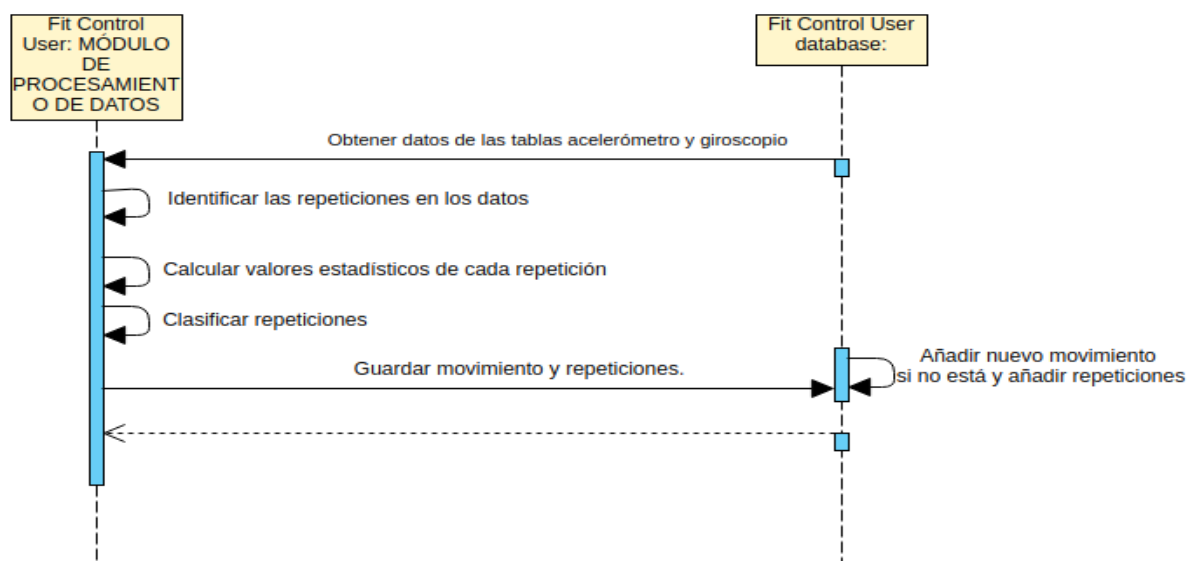 Fit Control
User: MÓDULO
DE
PROCESAMIENT
O DE DATOS
Fit Control User
database:
Obtener datos de las tablas acelerómetro y giroscopio
Identificar las repeticiones en los datos
Calcular valores estadísticos de cada repetición
Clasificar repeticiones
Guardar movimiento y repeticiones.
Añadir nuevo movimiento
si no está y añadir repeticiones